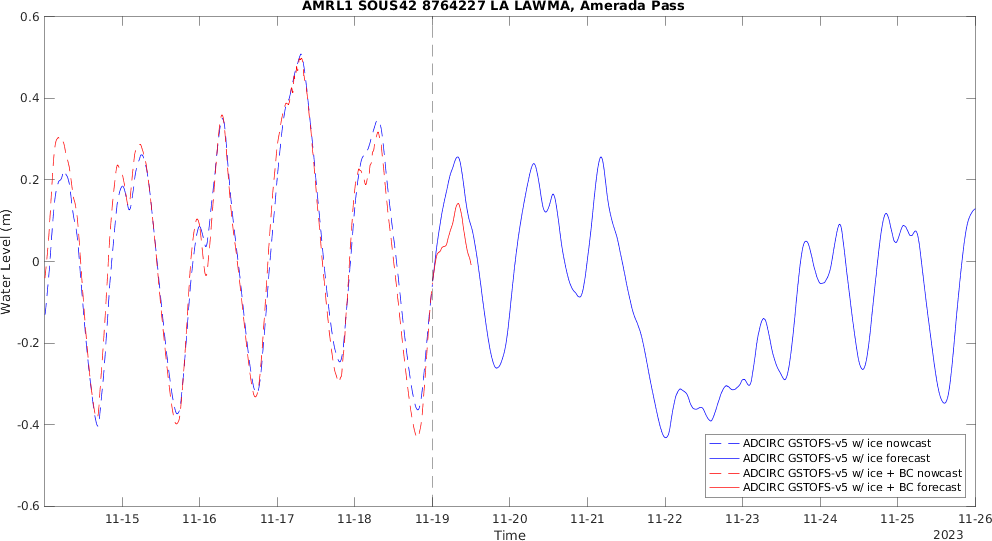 AMRL1 SOUS42 8764227 LA LAWMA, Amerada Pass
0.6
0.4
0.2
0
-0.2
-0.4
-0.6
Water Level (m)
ADCIRC GSTOFS-v5 w/ ice nowcast
ADCIRC GSTOFS-v5 w/ ice forecast
ADCIRC GSTOFS-v5 w/ ice + BC nowcast
ADCIRC GSTOFS-v5 w/ ice + BC forecast
11-15 11-16 11-17 11-18 11-19 11-20 11-21 11-22 11-23 11-24 11-25 11-26
Time
2023